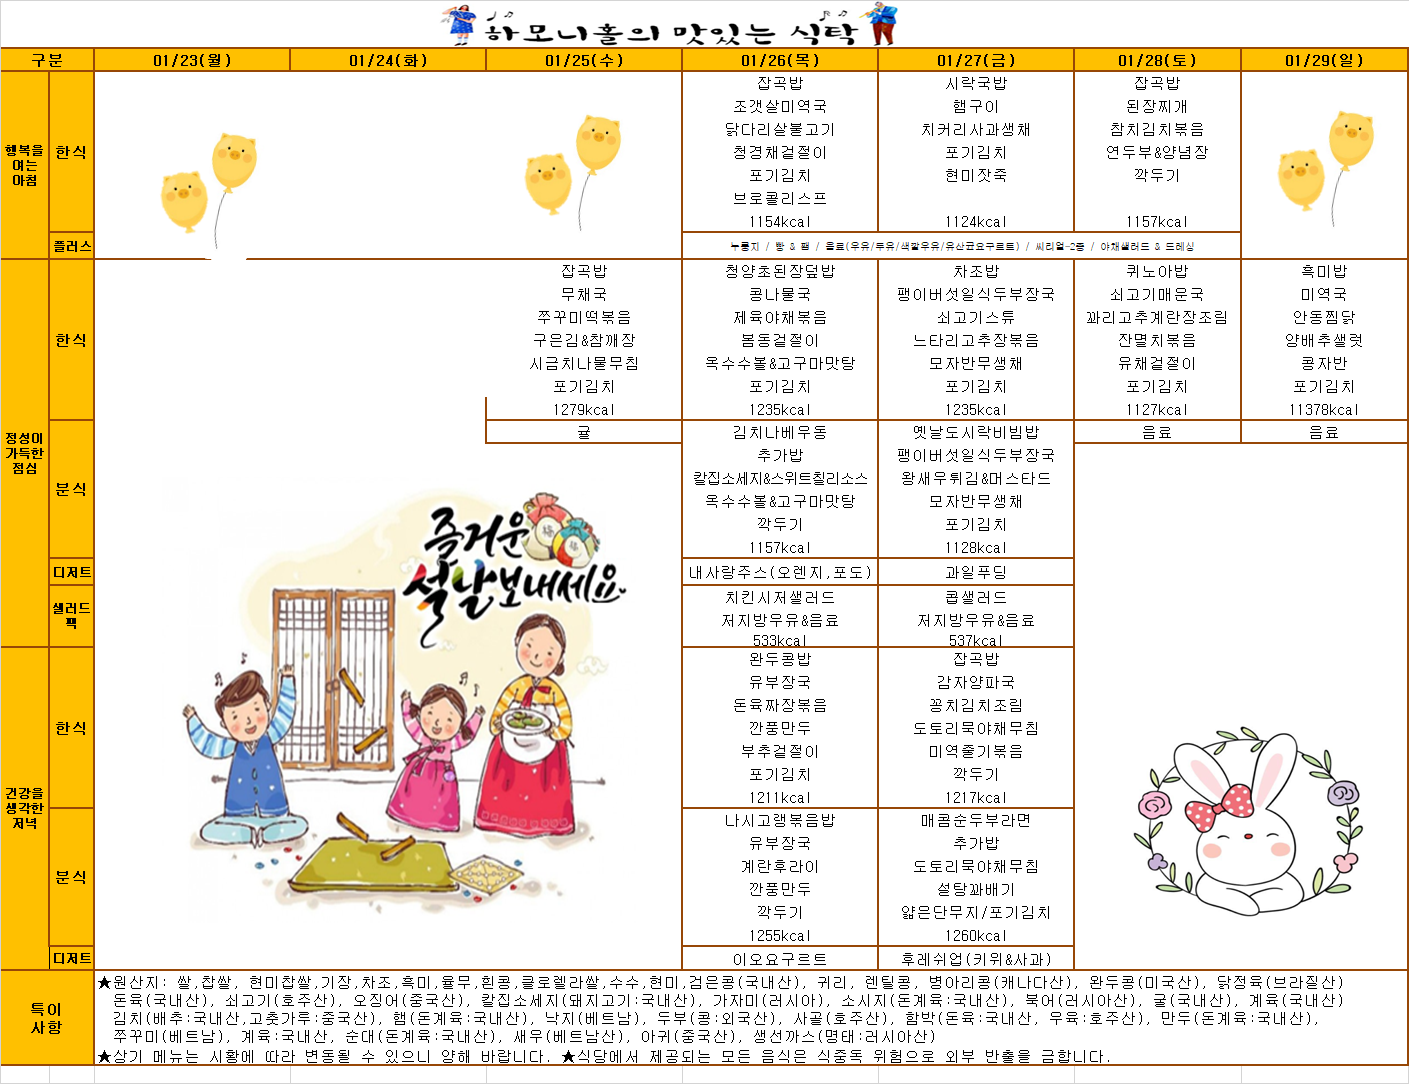 하모니홀의 맛있는 식탁
구분 01/23(월) 01/24(화) 01/25(수) 01/26(목) 01/27(금) 01/28(토) 01/29(일)
행복을
여는
아침
한식
잡곡밥 시락국밥 잡곡밥
조갯살미역국 햄구이 된장찌개
닭다리살불고기 치커리사과생채 참치김치볶음
청경채겉절이 포기김치 연두부&양념장
포기김치 현미잣죽 깍두기
브로콜리스프
1154kcal 1124kcal 1157kcal
플러스
누룽지 / 빵 & 잼 / 음료(우유/두유/색깔우유/유산균요구르트) / 씨리얼-2종 / 야채샐러드 & 드레싱
정성이
가득한
점심
한식
잡곡밥 청양초된장덮밥 차조밥 퀴노아밥 흑미밥
무채국 콩나물국 팽이버섯일식두부장국 쇠고기매운국 미역국
쭈꾸미떡볶음 제육야채볶음 쇠고기스튜 꽈리고추계란장조림 안동찜닭
구은김&참깨장 봄동겉절이 느타리고추장볶음 잔멸치볶음 양배추샐럿
시금치나물무침 옥수수볼&고구마맛탕 모자반무생채 유채겉절이 콩자반
포기김치 포기김치 포기김치 포기김치 포기김치
1279kcal 1235kcal 1235kcal 1127kcal 11378kcal
분식
귤 김치나베우동 옛날도시락비빔밥 음료 음료
추가밥 팽이버섯일식두부장국
칼집소세지&스위트칠리소스 왕새우튀김&머스타드
옥수수볼&고구마맛탕 모자반무생채
깍두기 포기김치
1157kcal 1128kcal
디저트
내사랑주스(오렌지,포도) 과일푸딩
샐러드
팩
치킨시저샐러드 콥샐러드
저지방우유&음료 저지방우유&음료
533kcal 537kcal
즐거운
설날보내세요
건강을
생각한
저녁
한식
완두콩밥 잡곡밥
유부장국 감자양파국
돈육짜장볶음 꽁치김치조림
깐풍만두 도토리묵야채무침
부추겉절이 미역줄기볶음
포기김치 깍두기
1211kcal 1217kcal
분식
나시고랭볶음밥 매콤순두부라면
유부장국 추가밥
계란후라이 도토리묵야채무침
깐풍만두 설탕꽈배기
깍두기 얇은단무지/포기김치
1255kcal 1260kcal
디저트
이오요구르트 후레쉬업(키위&사과)
특이
사항
★원산지: 쌀,찹쌀, 현미찹쌀,기장,차조,흑미,율무,흰콩,클로렐라쌀,수수,현미,검은콩(국내산), 귀리, 렌틸콩, 병아리콩(캐나다산), 완두콩(미국산), 닭정육(브라질산)
돈육(국내산), 쇠고기(호주산), 오징어(중국산), 칼집소세지(돼지고기:국내산), 가자미(러시아), 소시지(돈계육:국내산), 북어(러시아산), 굴(국내산), 계육(국내산)
김치(배추:국내산,고춧가루:중국산), 햄(돈계육:국내산), 낙지(베트남), 두부(콩:외국산), 사골(호주산), 함박(돈육:국내산, 우육:호주산), 만두(돈계육:국내산),
쭈꾸미(베트남), 계육:국내산, 순대(돈계육:국내산), 새우(베트남산), 아귀(중국산), 생선까스(명태:러시아산)
★상기 메뉴는 시황에 따라 변동될 수 있으니 양해 바랍니다. ★식당에서 제공되는 모든 음식은 식중독 위험으로 외부 반출을 금합니다.